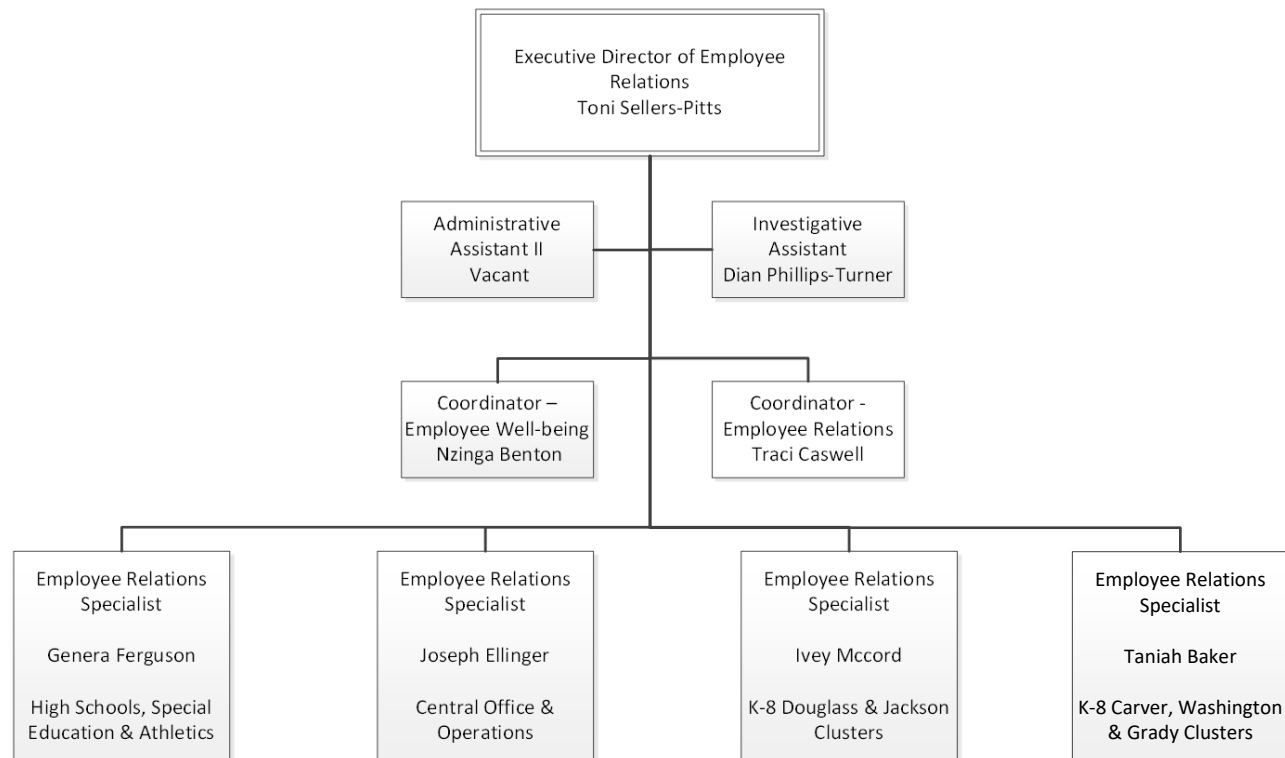 Executive Director of Employee
Relations
Toni Sellers-Pitts
Administrative
Assistant II
Vacant
Investigative
Assistant
Dian Phillips-Turner
Coordinator –
Employee Well-being
Nzinga Benton
Coordinator -
Employee Relations
Traci Caswell
Employee Relations
Specialist
Genera Ferguson
High Schools, Special
Education & Athletics
Employee Relations
Specialist
Joseph Ellinger
Central Office &
Operations
Employee Relations
Specialist
Ivey Mccord
K-8 Douglass & Jackson
Clusters
Employee Relations
Specialist
Taniah Baker
K-8 Carver, Washington
& Grady Clusters